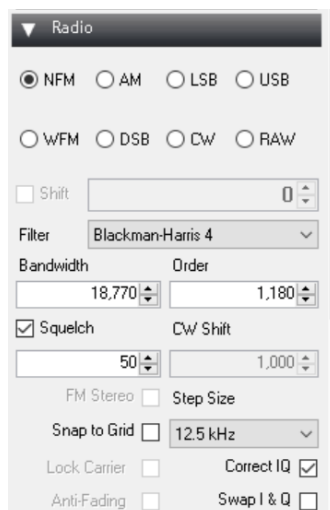 Radio
NFM AM LSB USB
WFM DSB CW RAW
Shift 0
Filter Blackman-Harris 4
Bandwidth Order
18,770 1,180
Squelch CW Shift
50 1,000
FM Stereo Step Size
Snap to Grid 12.5 kHz
Lock Carrier Correct IQ
Anti-Fading Swap I & Q